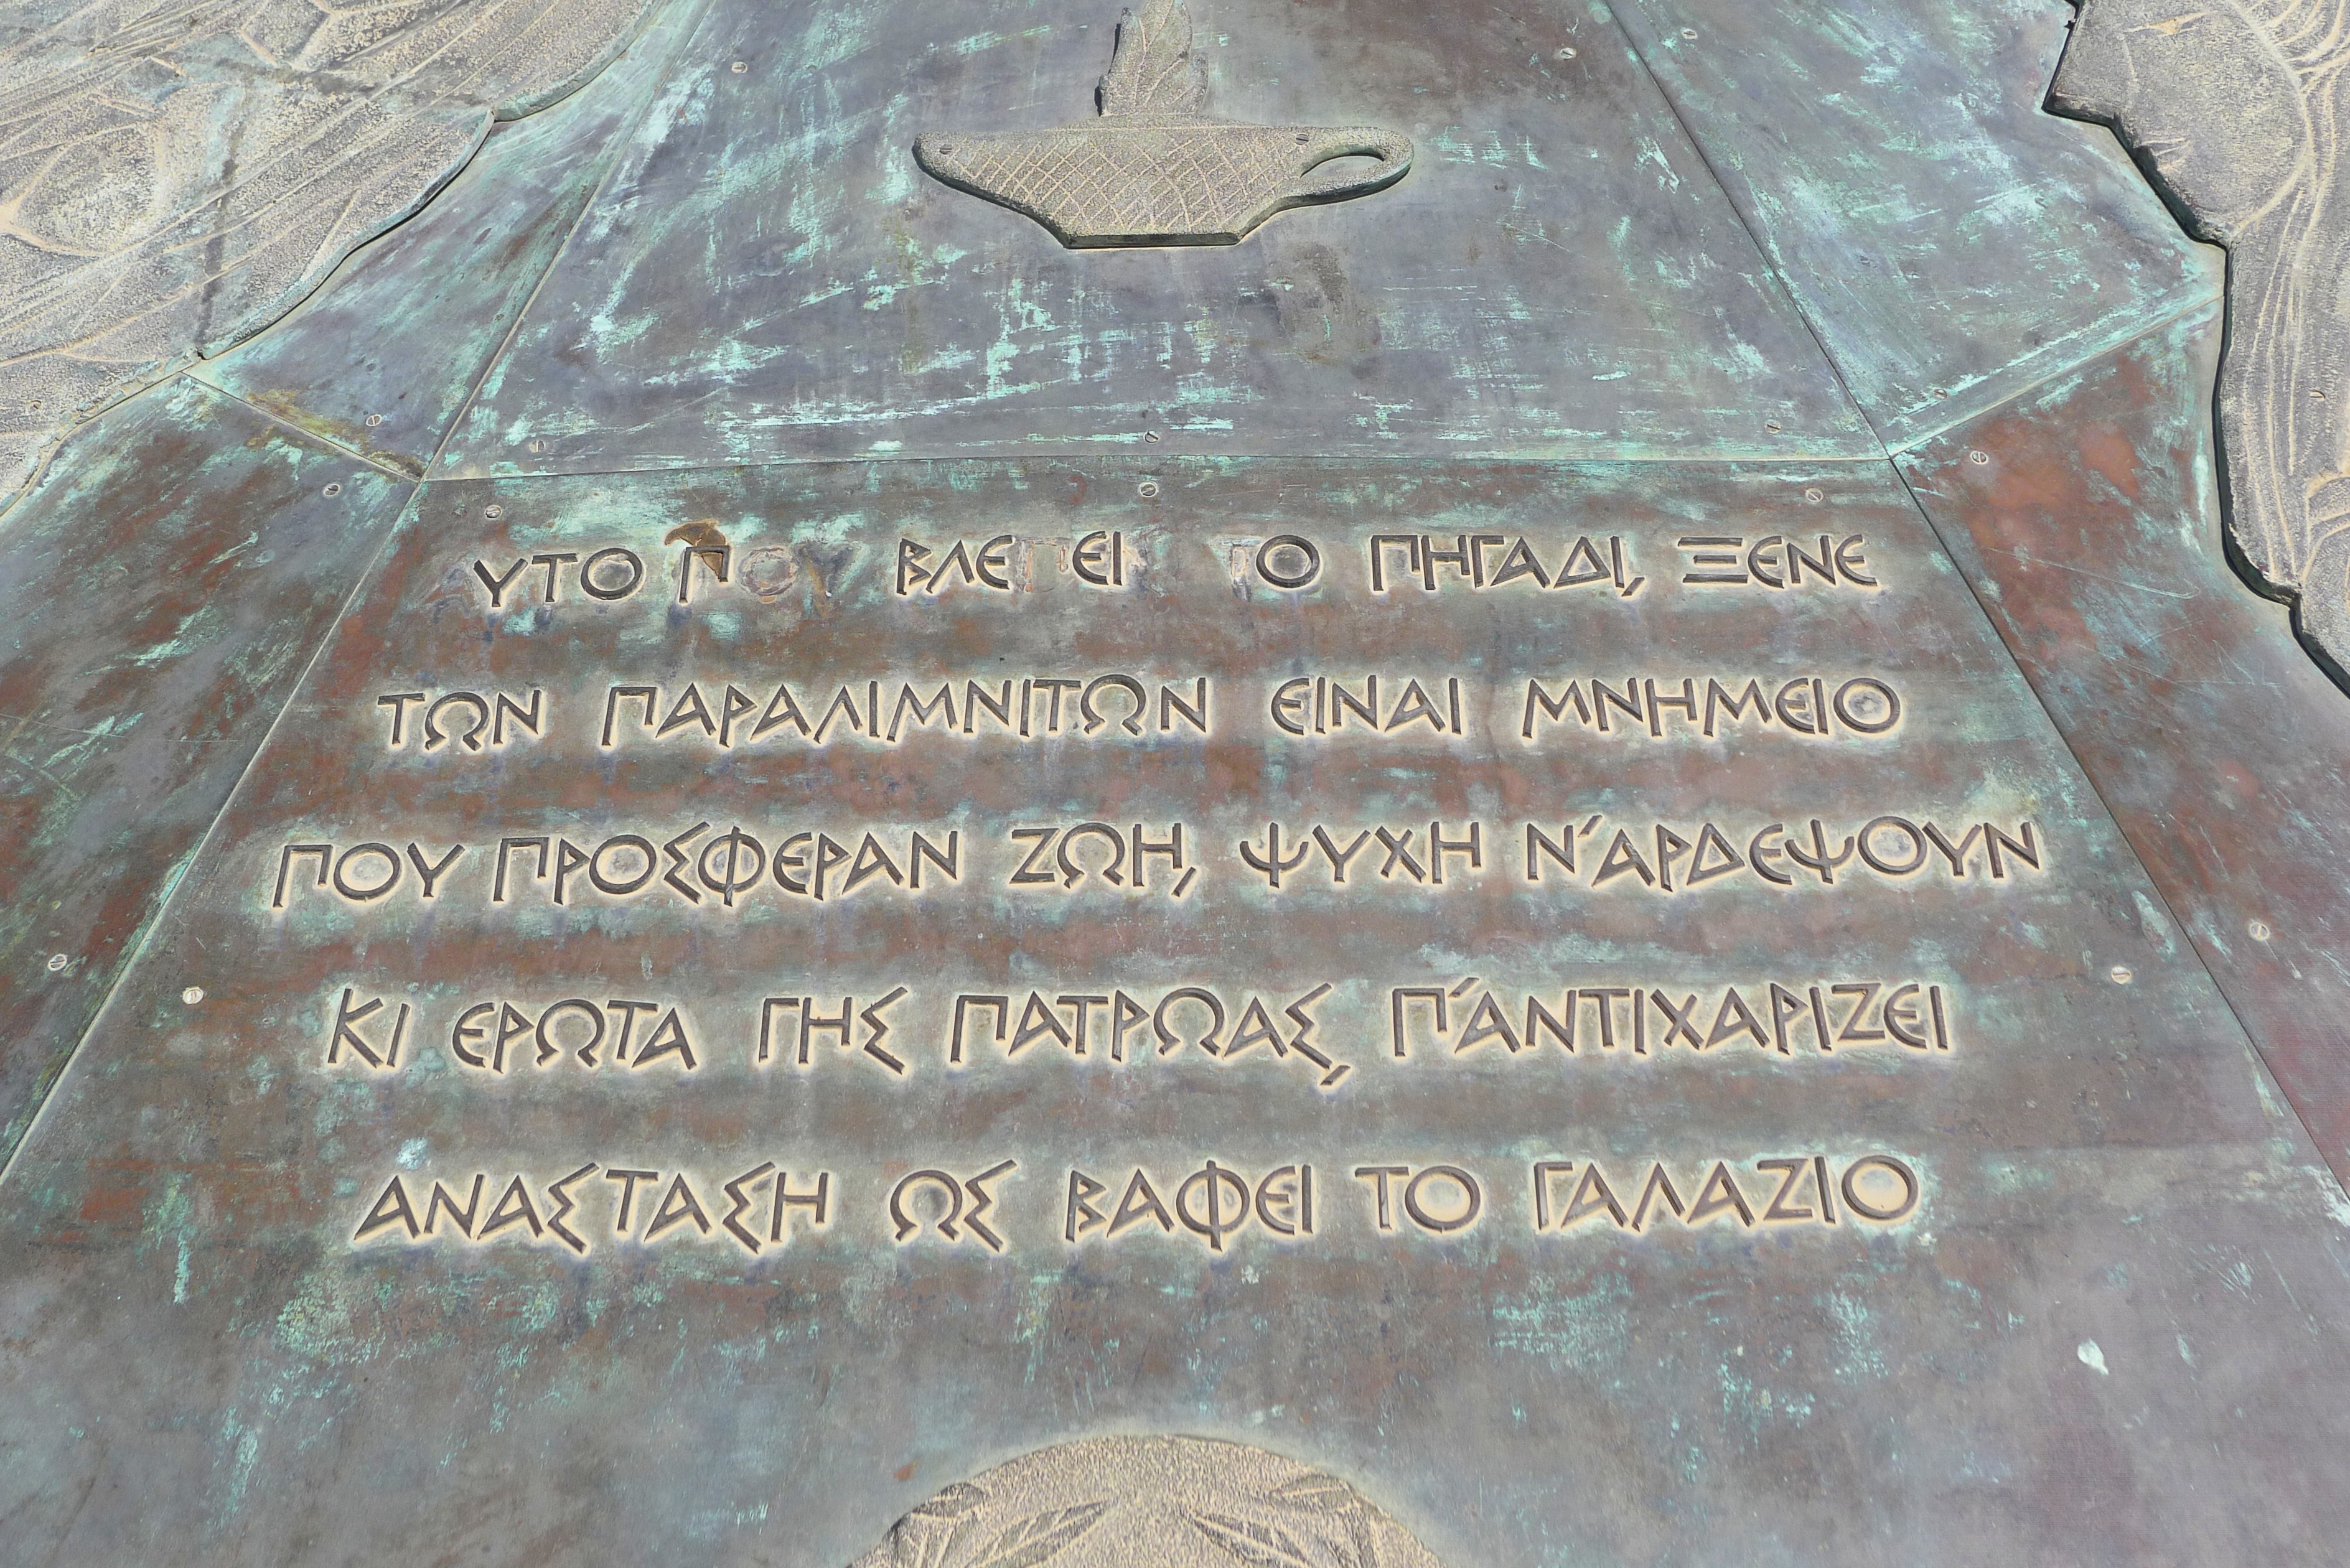 ΥΤΟ ΠΟΥ ΒΛΕΠΕΙ ΤΟ ΠΗΓΑΔΙ, ΞΕΝΕ
ΤΩΝ ΠΑΡΑΛΙΜΝΙΤΩΝ ΕΙΝΑΙ ΜΝΗΜΕΙΟ
ΠΟΥ ΠΡΟΣΦΕΡΑΝ ΖΩΗ, ΨΥΧΗ Ν'ΑΡΔΕΨΟΥΝ
ΚΙ ΕΡΩΤΑ ΓΗΣ ΠΑΤΡΩΑΣ, Π'ΑΝΤΙΧΑΡΙΖΕΙ
ΑΝΑΣΤΑΣΗ ΩΣ ΒΑΦΕΙ ΤΟ ΓΑΛΑΖΙΟ